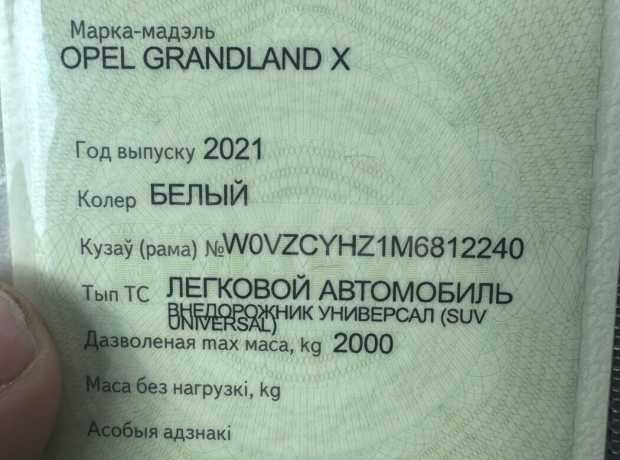 Марка-мадэль
OPEL GRANDLAND X
Год выпуску 2021
Колер БЕЛЫЙ
Кузаў (рама) №W0VZCYHZ1M6812240
Тып ТС ЛЕГКОВОЙ АВТОМОБИЛЬ
ВНЕДОРОЖНИК УНИВЕРСАЛ (SUV
UNIVERSAL)
Дазволеная max маса, kg 2000
Маса без нагрузкі, kg
Асобыя адзнакі